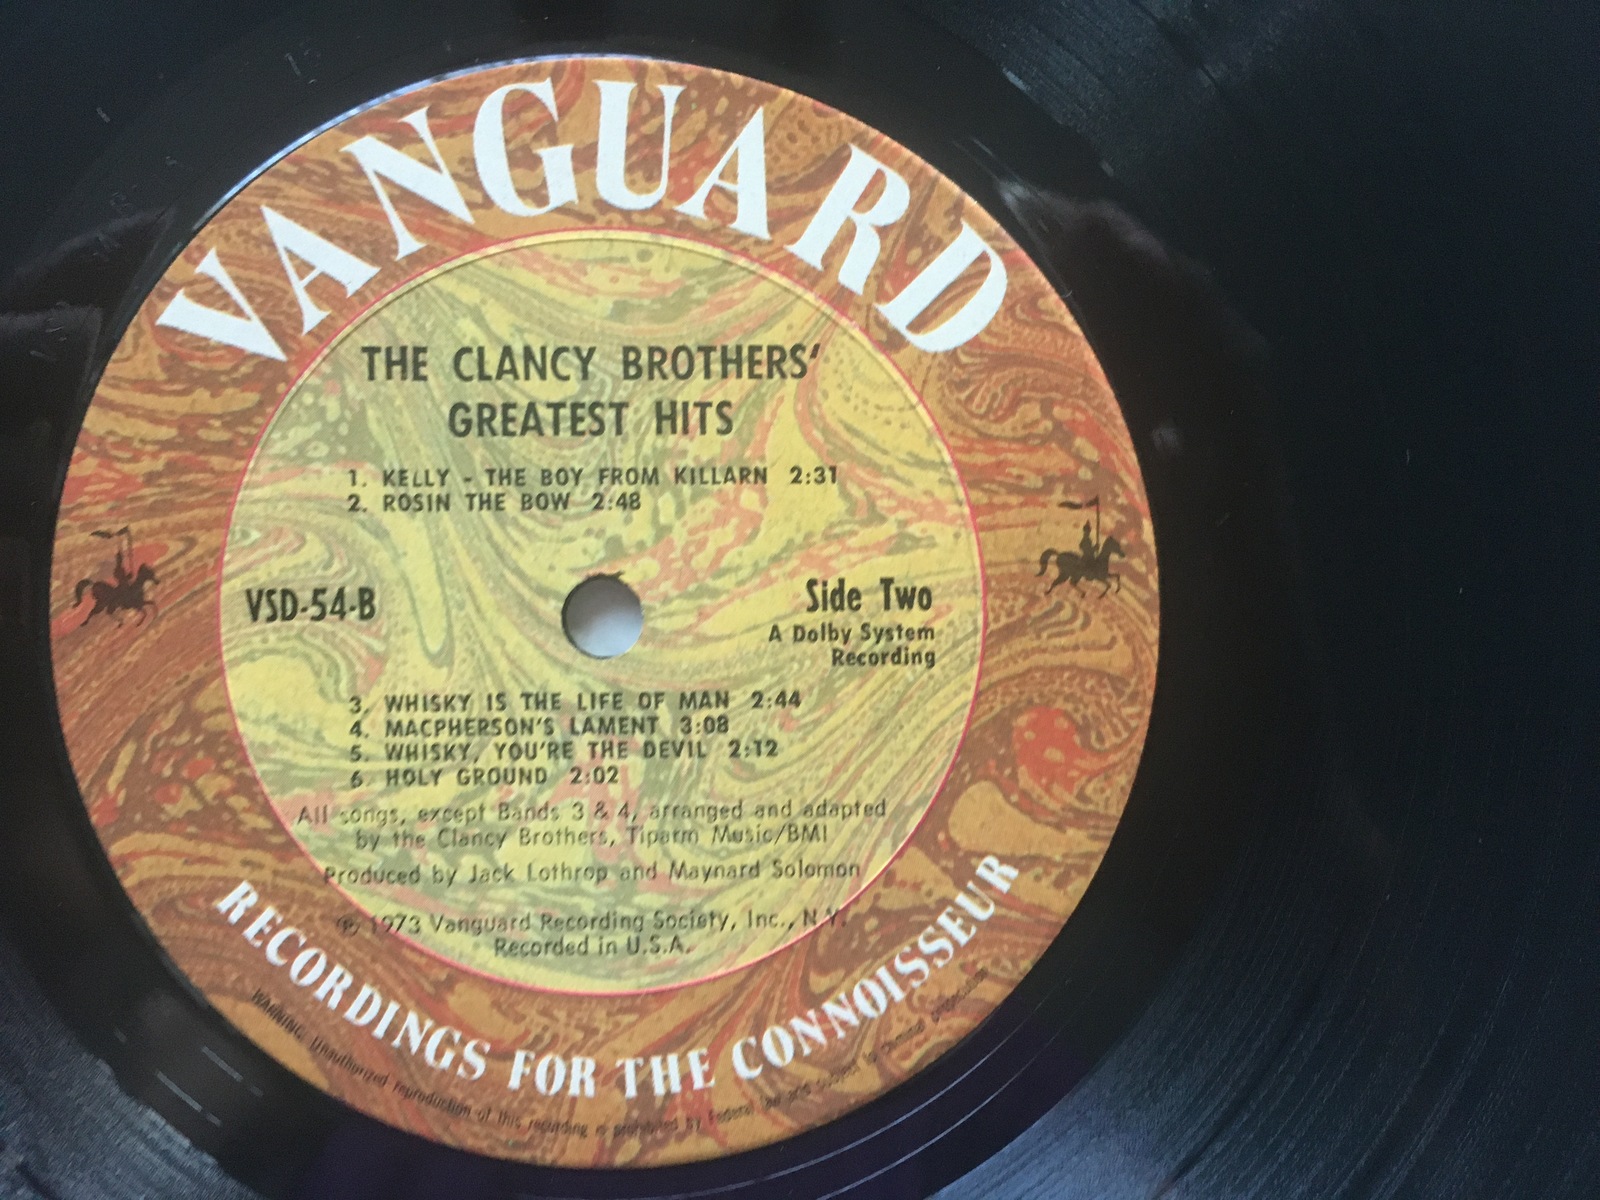 VANGUARD
THE CLANCY BROTHERS'
GREATEST HITS
1. KELLY - THE BOY FROM KILLARN 2:31
2. ROSIN THE BOW 2:48
VSD-54-B
Side Two
A Dolby System
Recording
3. WHISKY IS THE LIFE OF MAN 2:44
4. MACPHERSON'S LAMENT 3:08
5. WHISKY, YOU'RE THE DEVIL 2:12
6. HOLY GROUND 2:02
All songs, except Bands 3 & 4, arranged and adapted
by the Clancy Brothers, Tiparm Music/BMI
Produced by Jack Lothrop and Maynard Solomon
℗ 1973 Vanguard Recording Society, Inc., N.Y.
Recorded in U.S.A.
RECORDINGS FOR THE CONNOISSEUR
WARNING: Unauthorized reproduction of this recording is prohibited by Federal law and subject to criminal prosecution